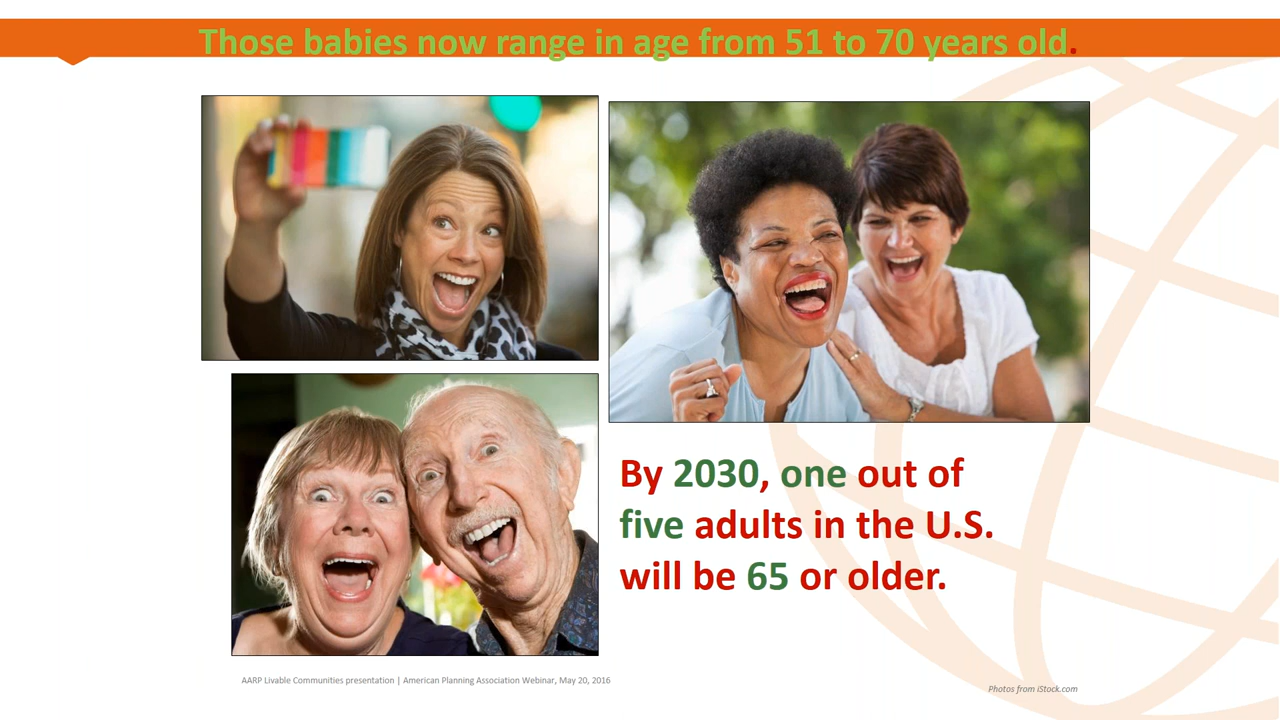 Those babies now range in age from 51 to 70 years old.
By 2030, one out of
five adults in the U.S.
will be 65 or older.
AARP Livable Communities presentation | American Planning Association Webinar, May 20, 2016
Photos from iStock.com